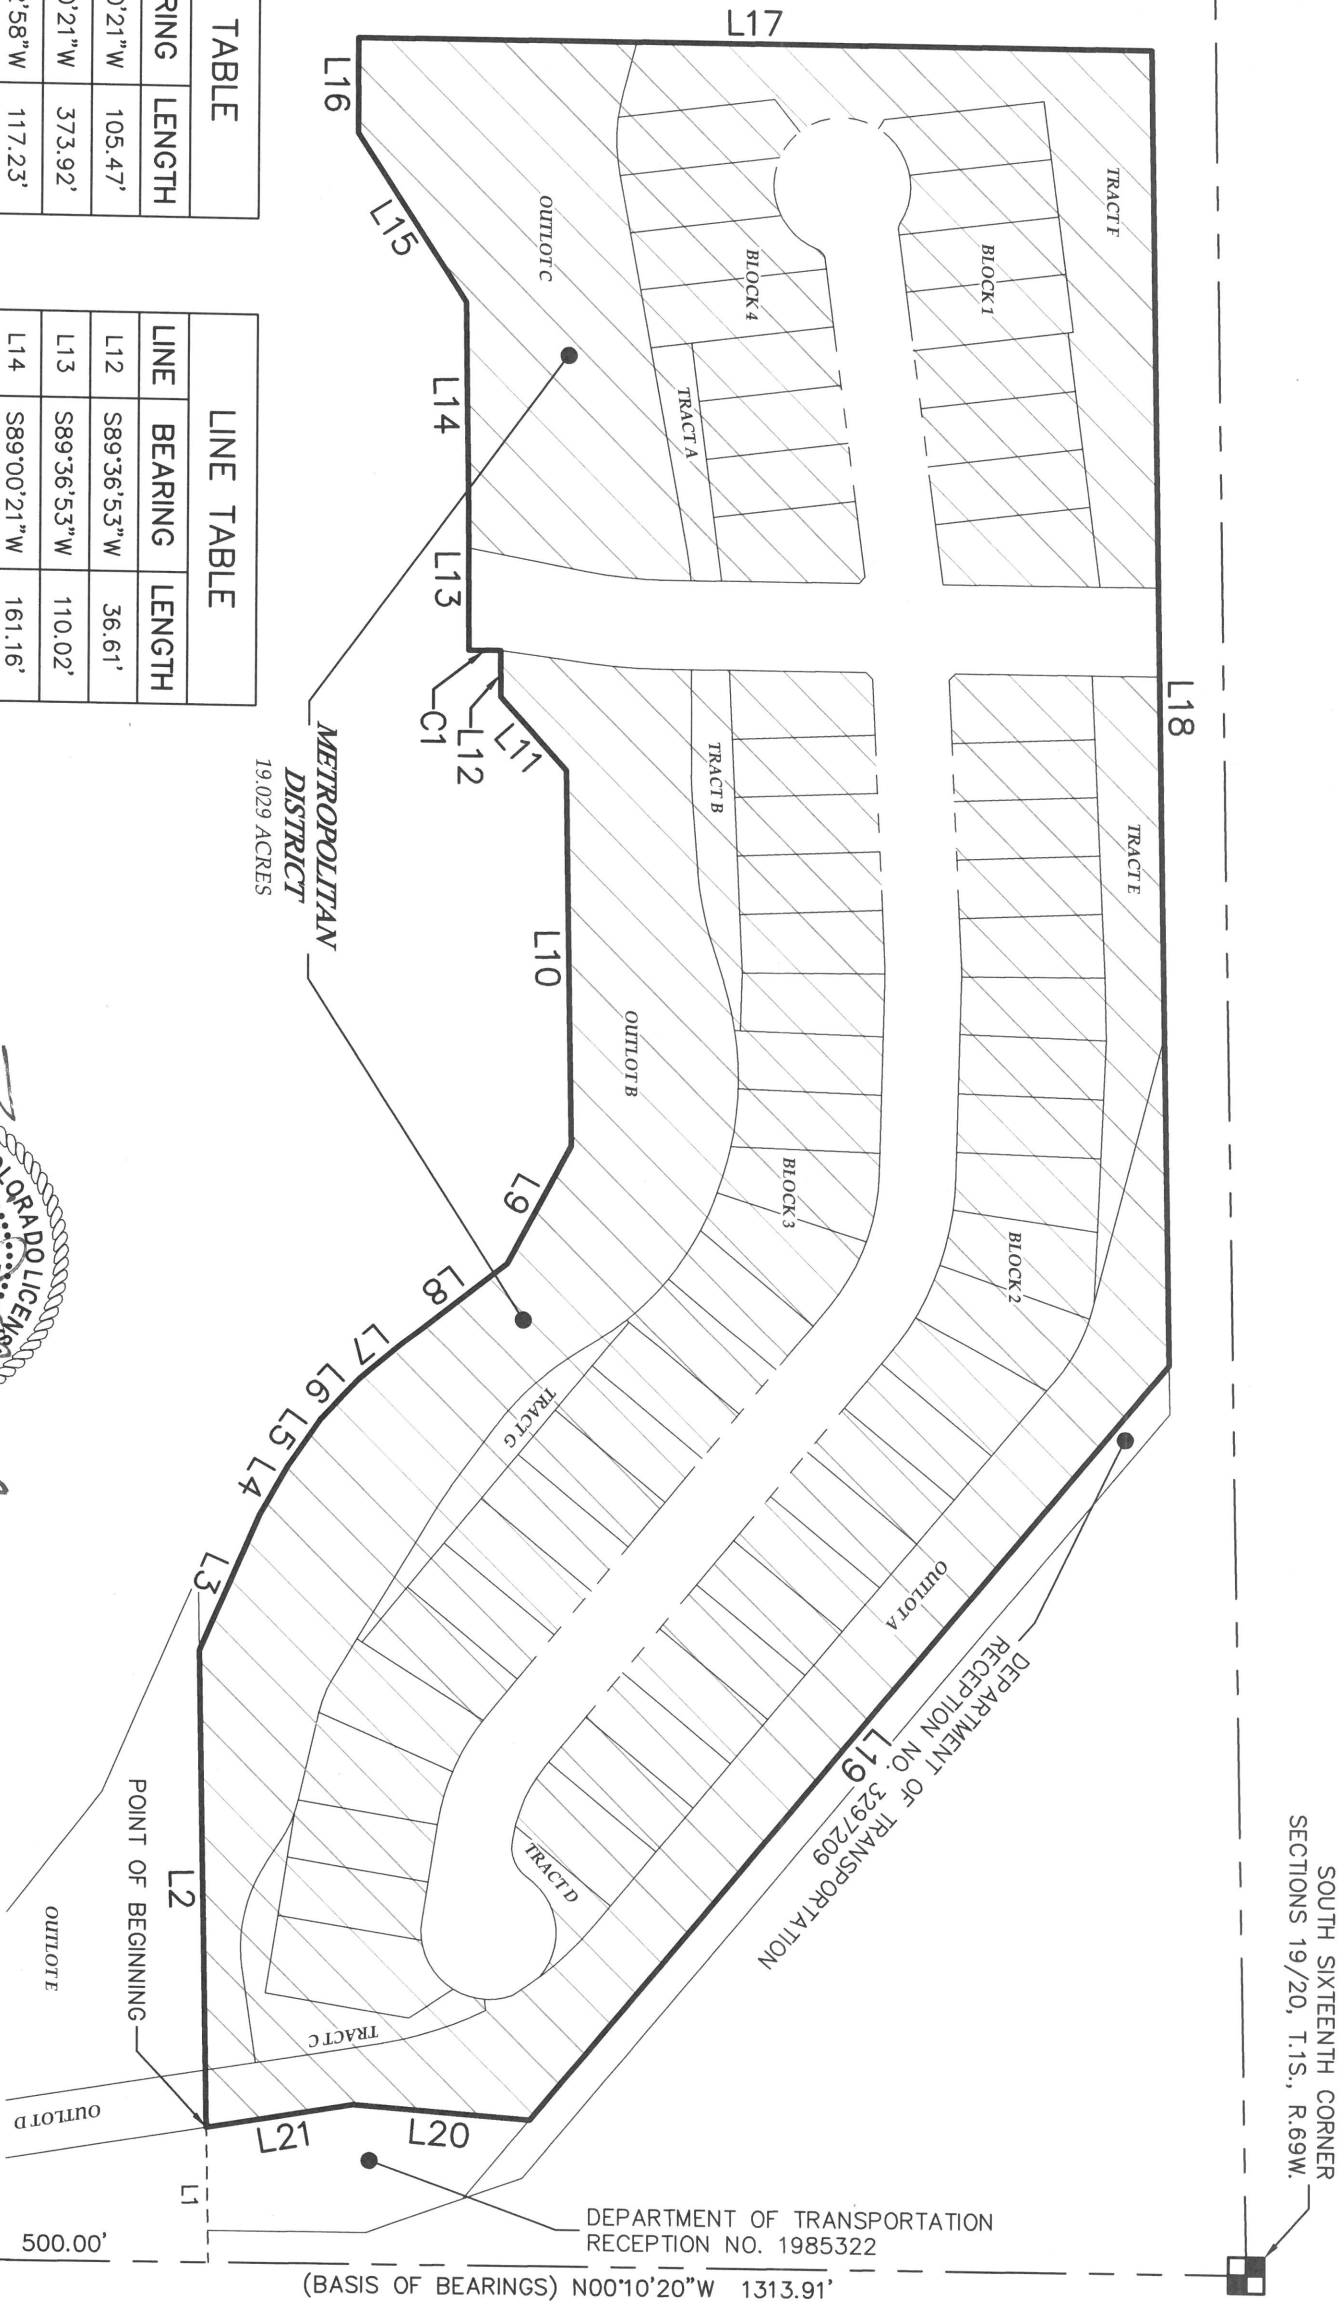 TABLE
LENGTH
105.47'
373.92'
117.23'
LINE TABLE
LINE BEARING LENGTH
L12 S89°36'53"W 36.61'
L13 S89°36'53"W 110.02'
L14 S89°00'21"W 161.16'
L17
L16
L15
L14
L13
C1
L12
L11
L10
L9
L8
L7
L6
L5
L4
L3
L2
L1
L18
L19
L20
L21
TRACT F
BLOCK 1
BLOCK 4
OUTLOT C
TRACT A
TRACT B
TRACT E
OUTLOT B
BLOCK 3
BLOCK 2
TRACT G
OUTLOT A
TRACT D
TRACT C
OUTLOT D
OUTLOT E
METROPOLITAN
DISTRICT
19.029 ACRES
DEPARTMENT OF TRANSPORTATION
RECEPTION NO. 3297209
POINT OF BEGINNING
SOUTH SIXTEENTH CORNER
SECTIONS 19/20, T.1S., R.69W.
DEPARTMENT OF TRANSPORTATION
RECEPTION NO. 1985322
500.00'
(BASIS OF BEARINGS) N00°10'20"W 1313.91'